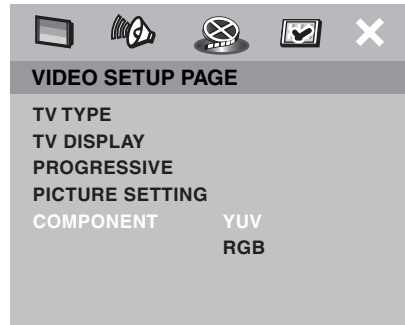 VIDEO SETUP PAGE
TV TYPE
TV DISPLAY
PROGRESSIVE
PICTURE SETTING
COMPONENT YUV
RGB